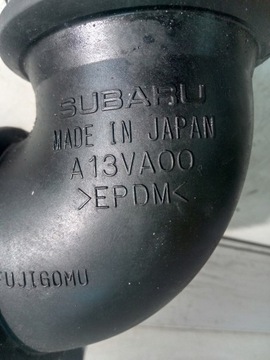 SUBARU
MADE IN JAPAN
A13VA00
>EPDM<
FUJIGOMU